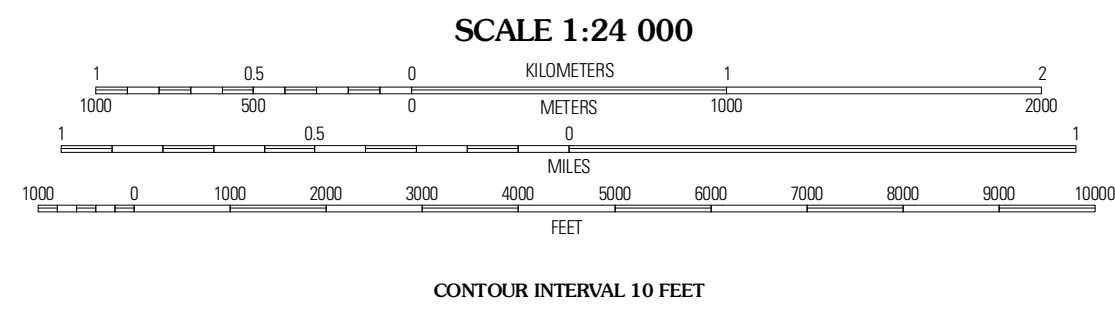 SCALE 1:24 000
1 0.5 0 KILOMETERS 1 2
1000 500 0 METERS 1000 2000
1 0.5 0 1
MILES
1000 0 1000 2000 3000 4000 5000 6000 7000 8000 9000 10000
FEET
CONTOUR INTERVAL 10 FEET